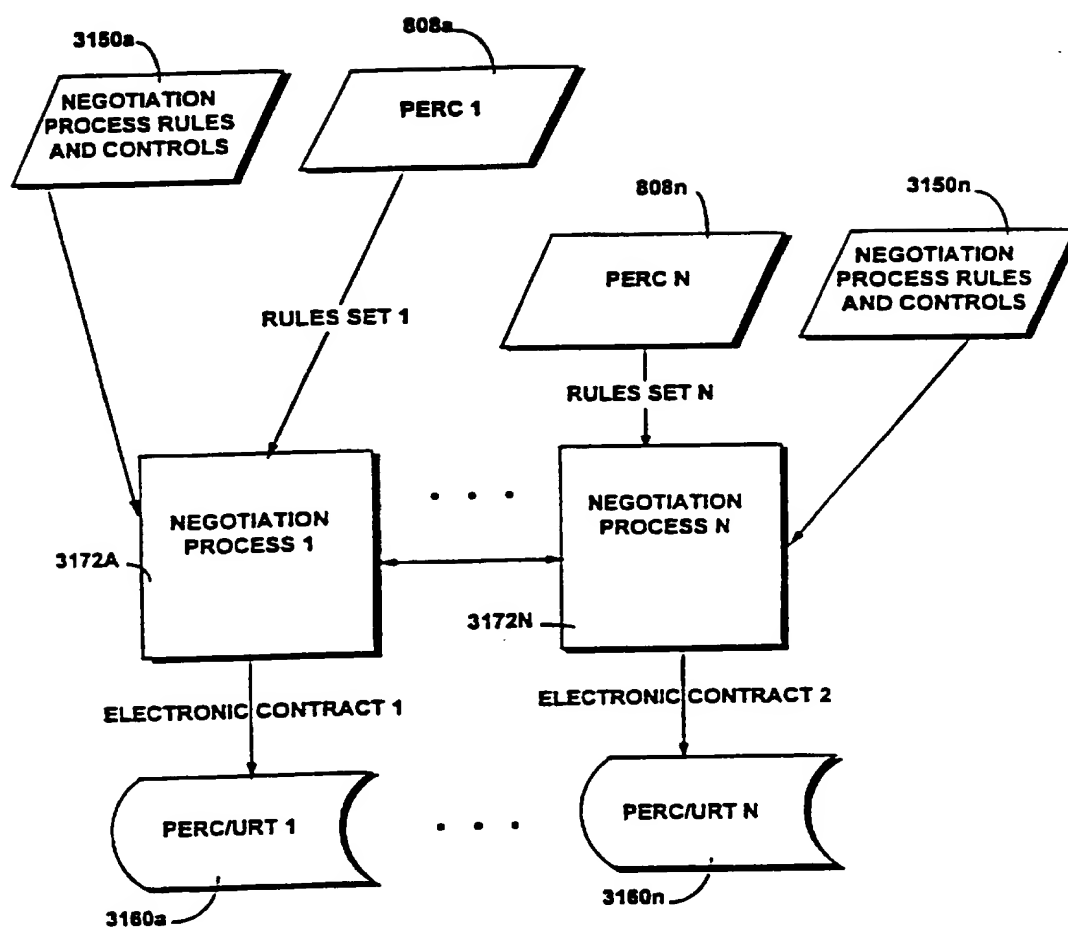 3150a
808a
NEGOTIATION
PROCESS RULES
AND CONTROLS
PERC 1
808n
3150n
PERC N
NEGOTIATION
PROCESS RULES
AND CONTROLS
RULES SET 1
RULES SET N
NEGOTIATION
PROCESS 1
NEGOTIATION
PROCESS N
3172A
3172N
ELECTRONIC CONTRACT 1
ELECTRONIC CONTRACT 2
PERC/URT 1
PERC/URT N
3160a
3160n